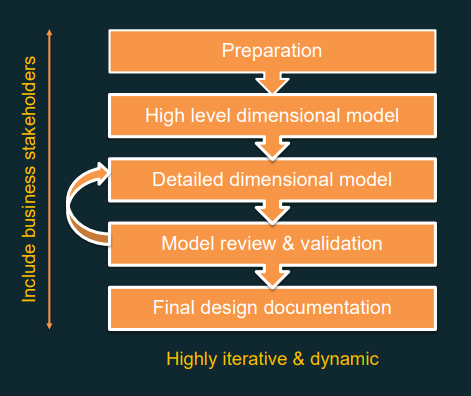 Include business stakeholders
Preparation
High level dimensional model
Detailed dimensional model
Model review & validation
Final design documentation
Highly iterative & dynamic